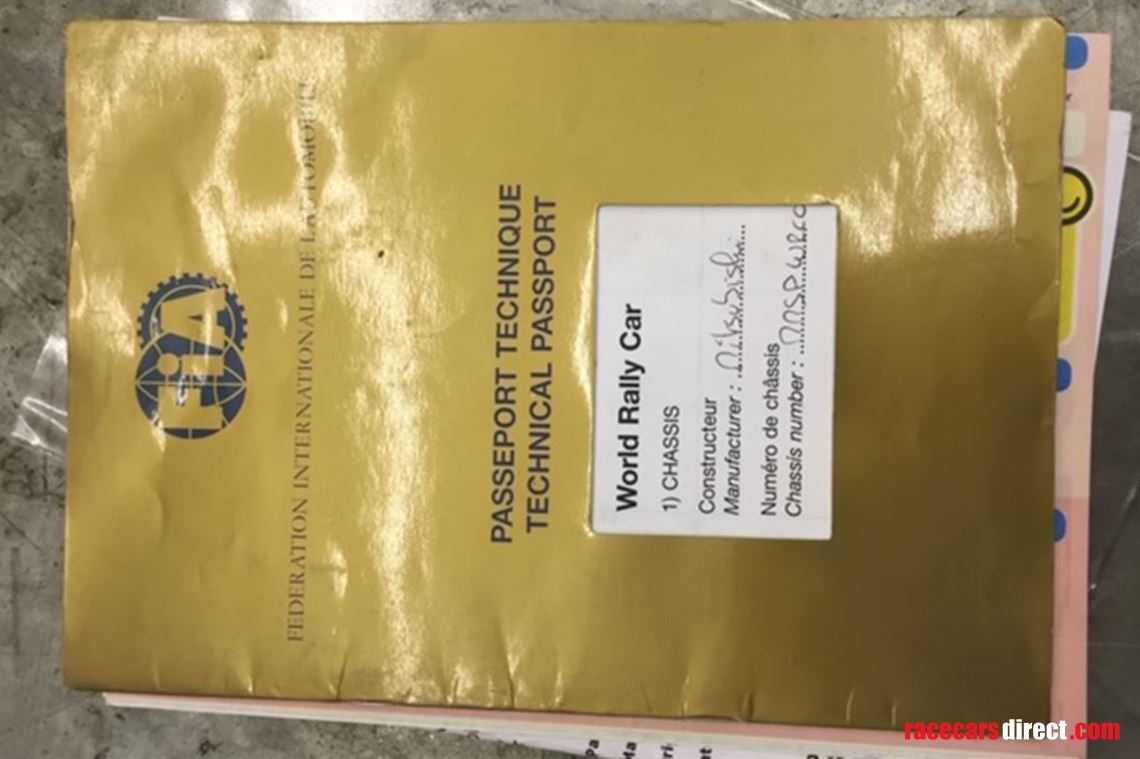 FIA
FEDERATION INTERNATIONALE DE L'AUTOMOBILE
PASSEPORT TECHNIQUE
TECHNICAL PASSPORT
World Rally Car
1) CHASSIS
Constructeur
Manufacturer : Mitsubishi
Numéro de châssis
Chassis number :
racecarsdirect.com